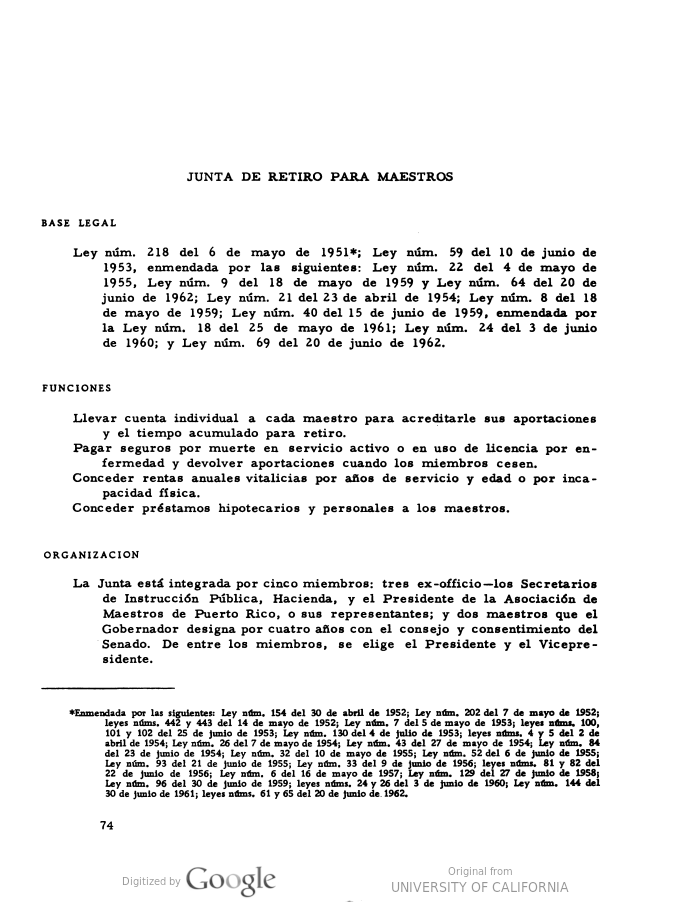 JUNTA DE RETIRO PARA MAESTROS
BASE LEGAL
Ley núm. 218 del 6 de mayo de 1951*; Ley núm. 59 del 10 de junio de
1953, enmendada por las siguientes: Ley núm. 22 del 4 de mayo de
1955, Ley núm. 9 del 18 de mayo de 1959 y Ley núm. 64 del 20 de
junio de 1962; Ley núm. 21 del 23 de abril de 1954; Ley núm. 8 del 18
de mayo de 1959; Ley núm. 40 del 15 de junio de 1959, enmendada por
la Ley núm. 18 del 25 de mayo de 1961; Ley núm. 24 del 3 de junio
de 1960; y Ley núm. 69 del 20 de junio de 1962.
FUNCIONES
Llevar cuenta individual a cada maestro para acreditarle sus aportaciones
y el tiempo acumulado para retiro.
Pagar seguros por muerte en servicio activo o en uso de licencia por en-
fermedad y devolver aportaciones cuando los miembros cesen.
Conceder rentas anuales vitalicias por años de servicio y edad o por inca-
pacidad física.
Conceder préstamos hipotecarios y personales a los maestros.
ORGANIZACION
La Junta está integrada por cinco miembros: tres ex-officio—los Secretarios
de Instrucción Pública, Hacienda, y el Presidente de la Asociación de
Maestros de Puerto Rico, o sus representantes; y dos maestros que el
Gobernador designa por cuatro años con el consejo y consentimiento del
Senado. De entre los miembros, se elige el Presidente y el Vicepre-
sidente.
*Enmendada por las siguientes: Ley núm. 154 del 30 de abril de 1952; Ley núm. 202 del 7 de mayo de 1952;
leyes núms. 442 y 443 del 14 de mayo de 1952; Ley núm. 7 del 5 de mayo de 1953; leyes núms. 100,
101 y 102 del 25 de junio de 1953; Ley núm. 130 del 4 de julio de 1953; leyes núms. 4 y 5 del 2 de
abril de 1954; Ley núm. 26 del 7 de mayo de 1954; Ley núm. 43 del 27 de mayo de 1954; Ley núm. 84
del 23 de junio de 1954; Ley núm. 32 del 10 de mayo de 1955; Ley núm. 52 del 6 de junio de 1955;
Ley núm. 93 del 21 de junio de 1955; Ley núm. 33 del 9 de junio de 1956; leyes núms. 81 y 82 del
22 de junio de 1956; Ley núm. 6 del 16 de mayo de 1957; Ley núm. 129 del 27 de junio de 1958;
Ley núm. 96 del 30 de junio de 1959; leyes núms. 24 y 26 del 3 de junio de 1960; Ley núm. 144 del
30 de junio de 1961; leyes núms. 61 y 65 del 20 de junio de 1962.
74
Digitized by Google
Original from
UNIVERSITY OF CALIFORNIA